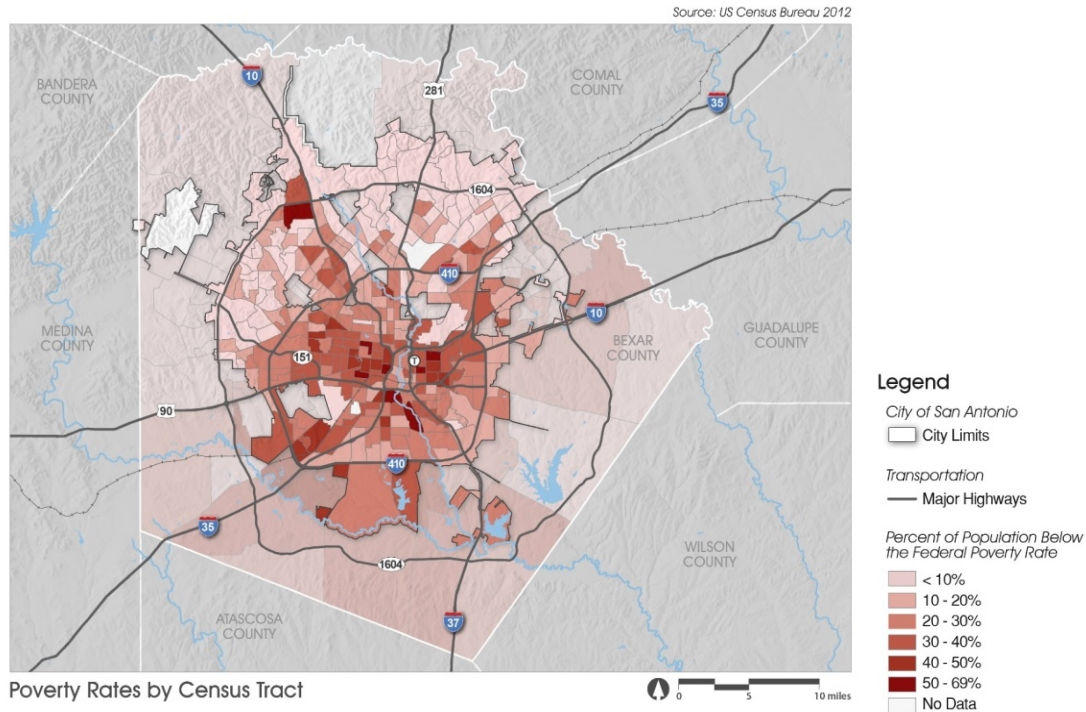 Source: US Census Bureau 2012
BANDERA
COUNTY
10
281
COMAL
COUNTY
35
1604
410
MEDINA
COUNTY
151
T
10
BEXAR
COUNTY
GUADALUPE
COUNTY
90
410
35
1604
WILSON
COUNTY
ATASCOSA
COUNTY
37
Legend
City of San Antonio
City Limits
Transportation
Major Highways
Percent of Population Below
the Federal Poverty Rate
< 10%
10 - 20%
20 - 30%
30 - 40%
40 - 50%
50 - 69%
No Data
Poverty Rates by Census Tract
0 5 10 miles